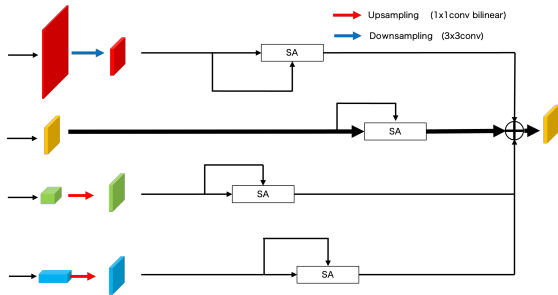 Upsampling (1x1conv bilinear)
Downsampling (3x3conv)
SA
SA
SA
SA